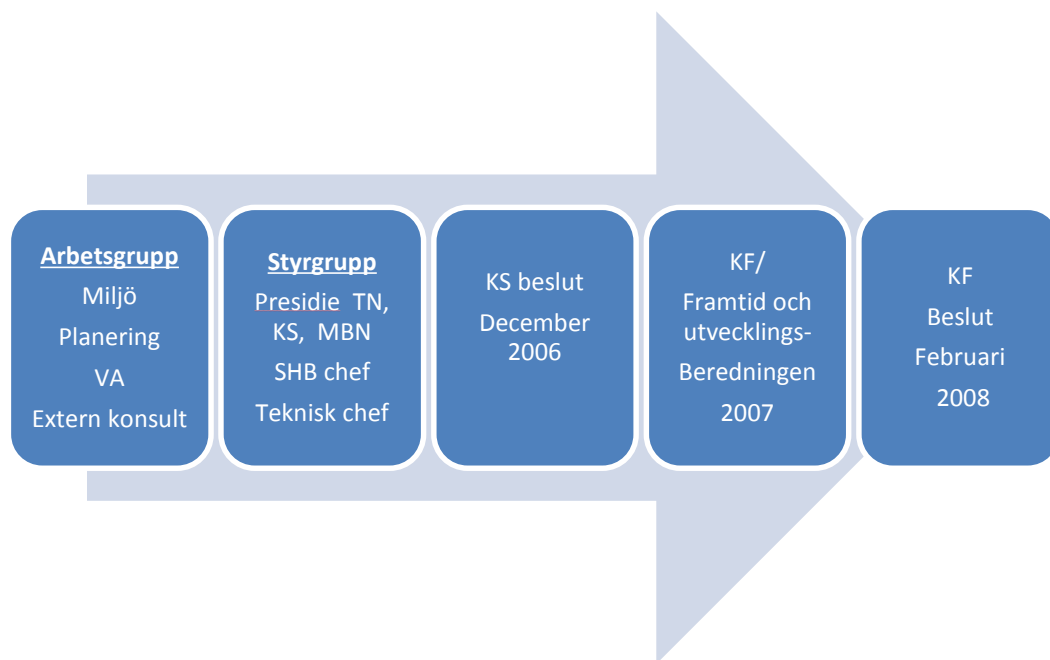 Arbetsgrupp
Miljö
Planering
VA
Extern konsult
Styrgrupp
Presidie TN,
KS, MBN
SHB chef
Teknisk chef
KS beslut
December
2006
KF/
Framtid och
utvecklings-
Beredningen
2007
KF
Beslut
Februari
2008